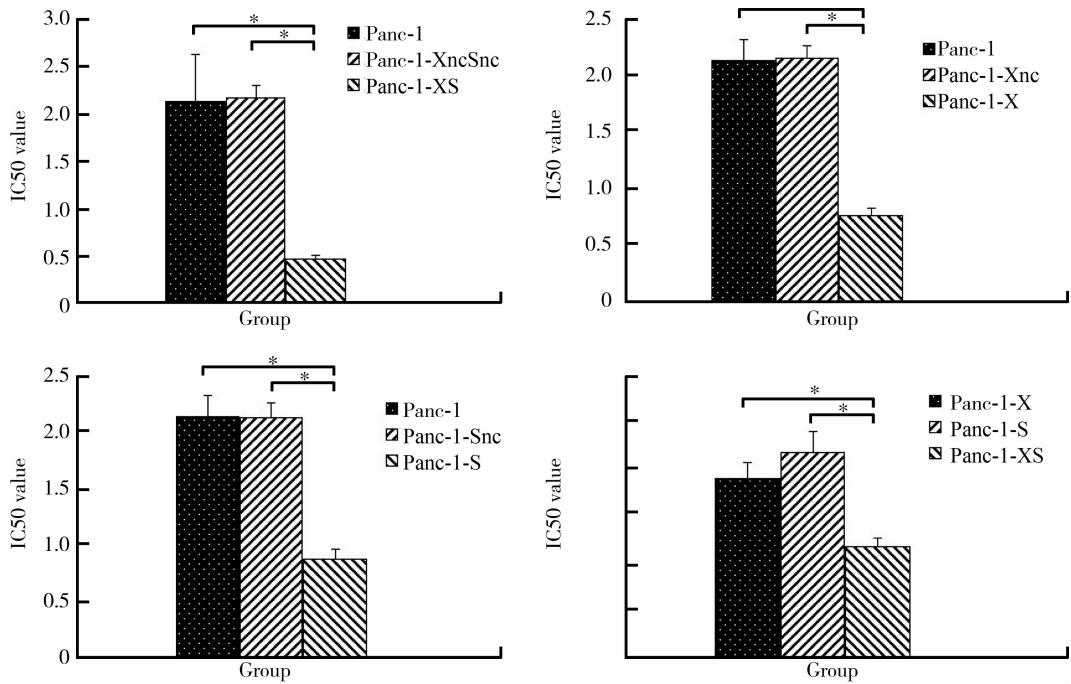 3.0
2.5
2.0
1.5
1.0
0.5
0
IC50 value
Group
*
*
Panc-1
Panc-1-XncSnc
Panc-1-XS
2.5
2.0
1.5
1.0
0.5
0
IC50 value
Group
*
Panc-1
Panc-1-Xnc
Panc-1-X
2.5
2.0
1.5
1.0
0.5
0
IC50 value
Group
*
*
Panc-1
Panc-1-Snc
Panc-1-S
IC50 value
Group
*
*
Panc-1-X
Panc-1-S
Panc-1-XS